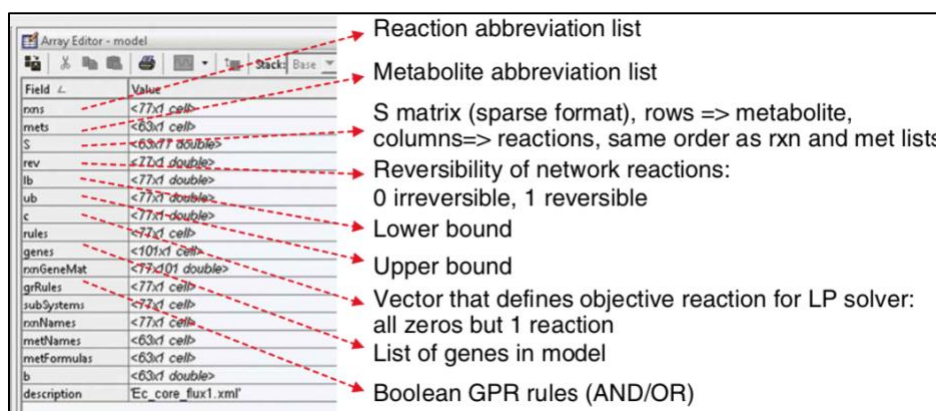 Array Editor - model
Stack: Base
Field Value
rxns <77x1 cell>
mets <63x1 cell>
S <63x77 double>
rev <77x1 double>
lb <77x1 double>
ub <77x1 double>
c <77x1 double>
rules <77x1 cell>
genes <101x1 cell>
rxnGeneMat <77x101 double>
grRules <77x1 cell>
subSystems <77x1 cell>
rxnNames <77x1 cell>
metNames <63x1 cell>
metFormulas <63x1 cell>
b <63x1 double>
description 'Ec_core_flux1.xml'
Reaction abbreviation list
Metabolite abbreviation list
S matrix (sparse format), rows => metabolite,
columns=> reactions, same order as rxn and met lists
Reversibility of network reactions:
0 irreversible, 1 reversible
Lower bound
Upper bound
Vector that defines objective reaction for LP solver:
all zeros but 1 reaction
List of genes in model
Boolean GPR rules (AND/OR)